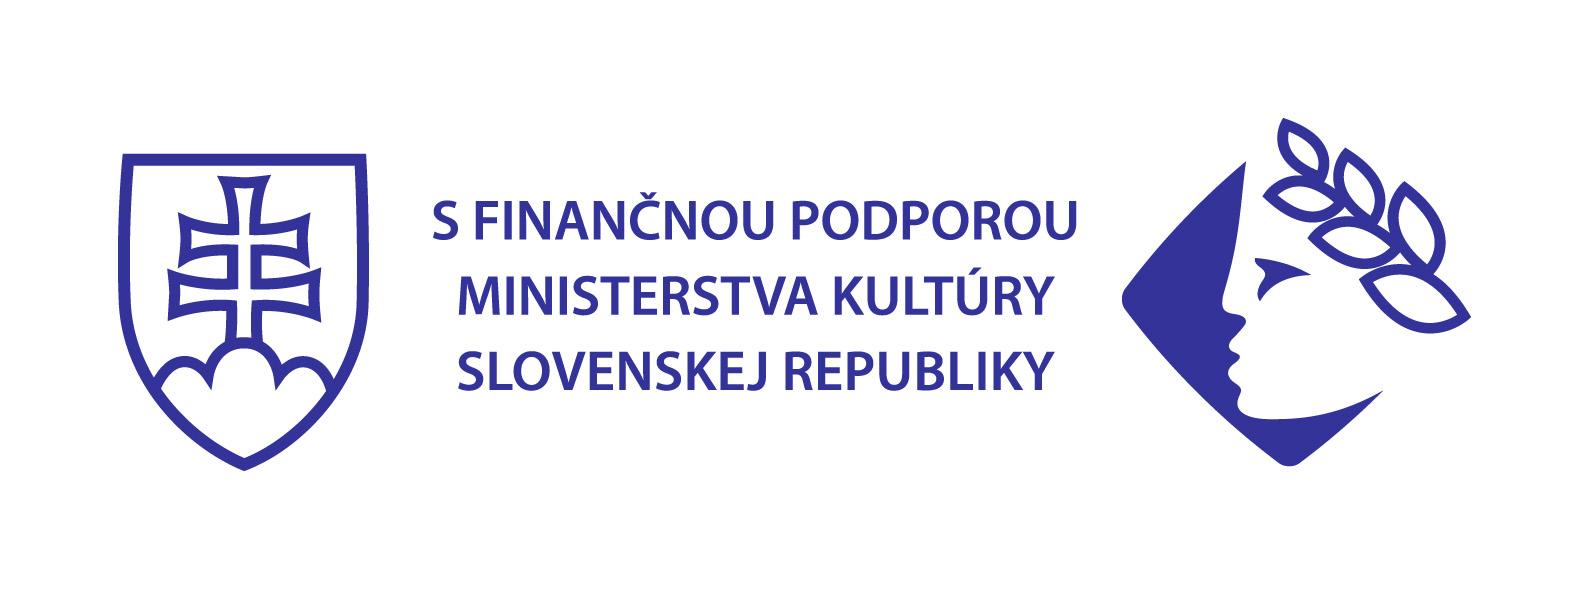 S FINANČNOU PODPOROU
MINISTERSTVA KULTÚRY
SLOVENSKEJ REPUBLIKY